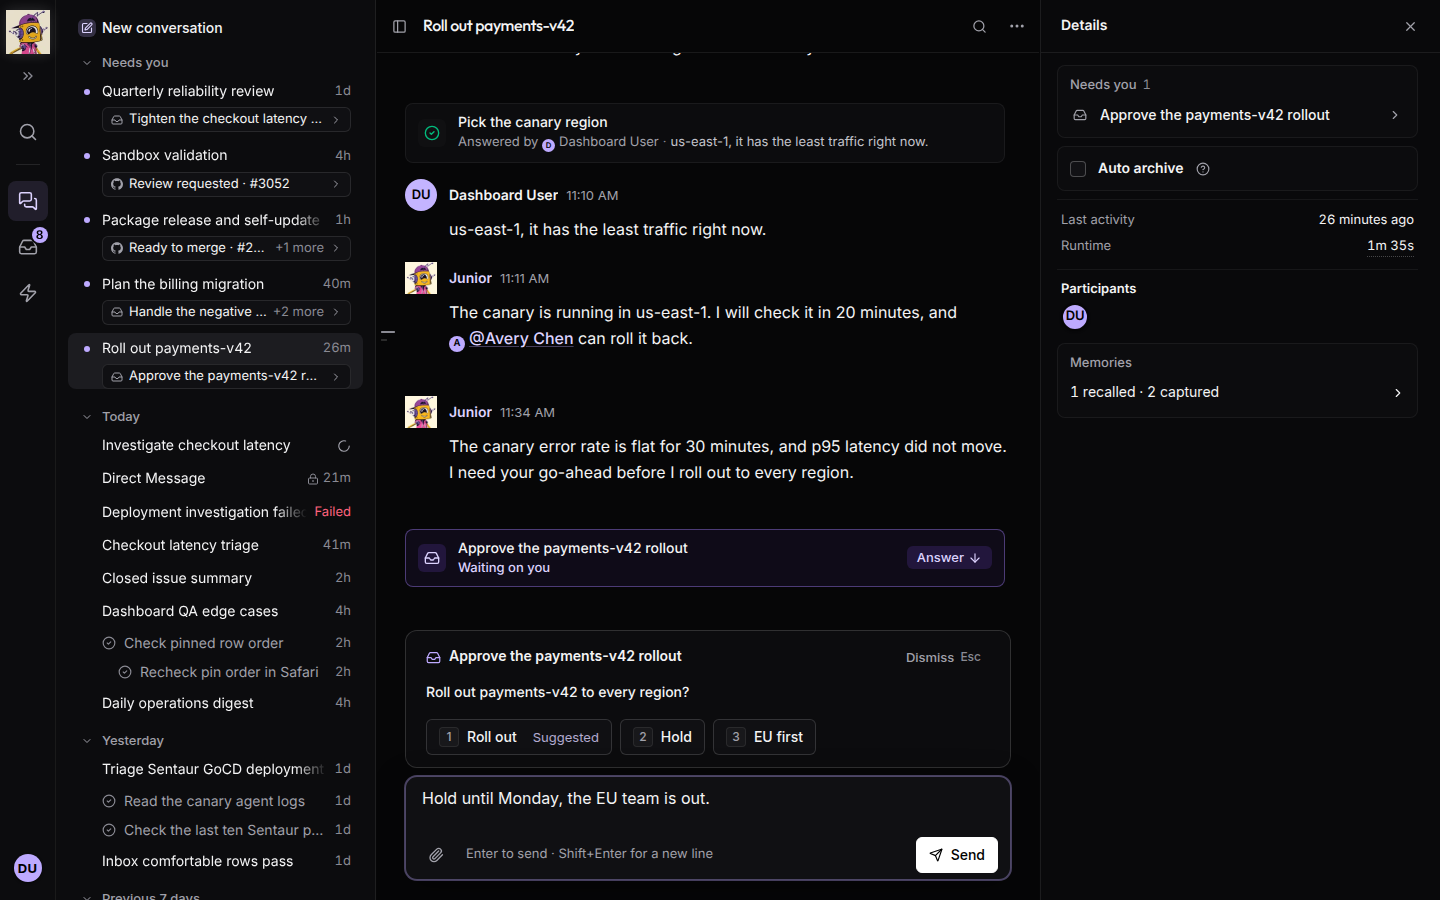 New conversation
Needs you
Quarterly reliability review 1d
Tighten the checkout latency ...
Sandbox validation 4h
Review requested · #3052
Package release and self-update 1h
Ready to merge · #2... +1 more
Plan the billing migration 40m
Handle the negative ... +2 more
Roll out payments-v42 26m
Approve the payments-v42 r...
Today
Investigate checkout latency
Direct Message 21m
Deployment investigation failed Failed
Checkout latency triage 41m
Closed issue summary 2h
Dashboard QA edge cases 4h
Check pinned row order 2h
Recheck pin order in Safari 2h
Daily operations digest 4h
Yesterday
Triage Sentaur GoCD deployment 1d
Read the canary agent logs 1d
Check the last ten Sentaur p... 1d
Inbox comfortable rows pass 1d
Previous 7 days
8
DU
Roll out payments-v42
Pick the canary region
Answered by D Dashboard User · us-east-1, it has the least traffic right now.
DU Dashboard User 11:10 AM
us-east-1, it has the least traffic right now.
Junior 11:11 AM
The canary is running in us-east-1. I will check it in 20 minutes, and
A @Avery Chen can roll it back.
Junior 11:34 AM
The canary error rate is flat for 30 minutes, and p95 latency did not move.
I need your go-ahead before I roll out to every region.
Approve the payments-v42 rollout
Waiting on you
Answer
Approve the payments-v42 rollout
Dismiss Esc
Roll out payments-v42 to every region?
1 Roll out Suggested 2 Hold 3 EU first
Hold until Monday, the EU team is out.
Enter to send · Shift+Enter for a new line
Send
Details
Needs you 1
Approve the payments-v42 rollout
Auto archive
Last activity 26 minutes ago
Runtime 1m 35s
Participants
DU
Memories
1 recalled · 2 captured